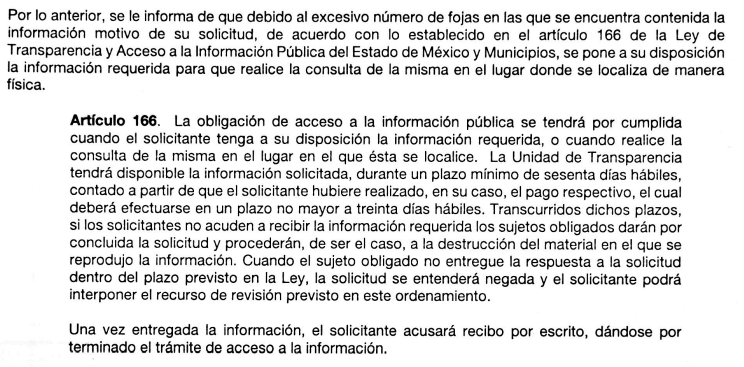 Por lo anterior, se le informa de que debido al excesivo número de fojas en las que se encuentra contenida la
información motivo de su solicitud, de acuerdo con lo establecido en el artículo 166 de la Ley de
Transparencia y Acceso a la Información Pública del Estado de México y Municipios, se pone a su disposición
la información requerida para que realice la consulta de la misma en el lugar donde se localiza de manera
física.
Artículo 166. La obligación de acceso a la información pública se tendrá por cumplida
cuando el solicitante tenga a su disposición la información requerida, o cuando realice la
consulta de la misma en el lugar en el que ésta se localice. La Unidad de Transparencia
tendrá disponible la información solicitada, durante un plazo mínimo de sesenta días hábiles,
contado a partir de que el solicitante hubiere realizado, en su caso, el pago respectivo, el cual
deberá efectuarse en un plazo no mayor a treinta días hábiles. Transcurridos dichos plazos,
si los solicitantes no acuden a recibir la información requerida los sujetos obligados darán por
concluida la solicitud y procederán, de ser el caso, a la destrucción del material en el que se
reprodujo la información. Cuando el sujeto obligado no entregue la respuesta a la solicitud
dentro del plazo previsto en la Ley, la solicitud se entenderá negada y el solicitante podrá
interponer el recurso de revisión previsto en este ordenamiento.
Una vez entregada la información, el solicitante acusará recibo por escrito, dándose por
terminado el trámite de acceso a la información.